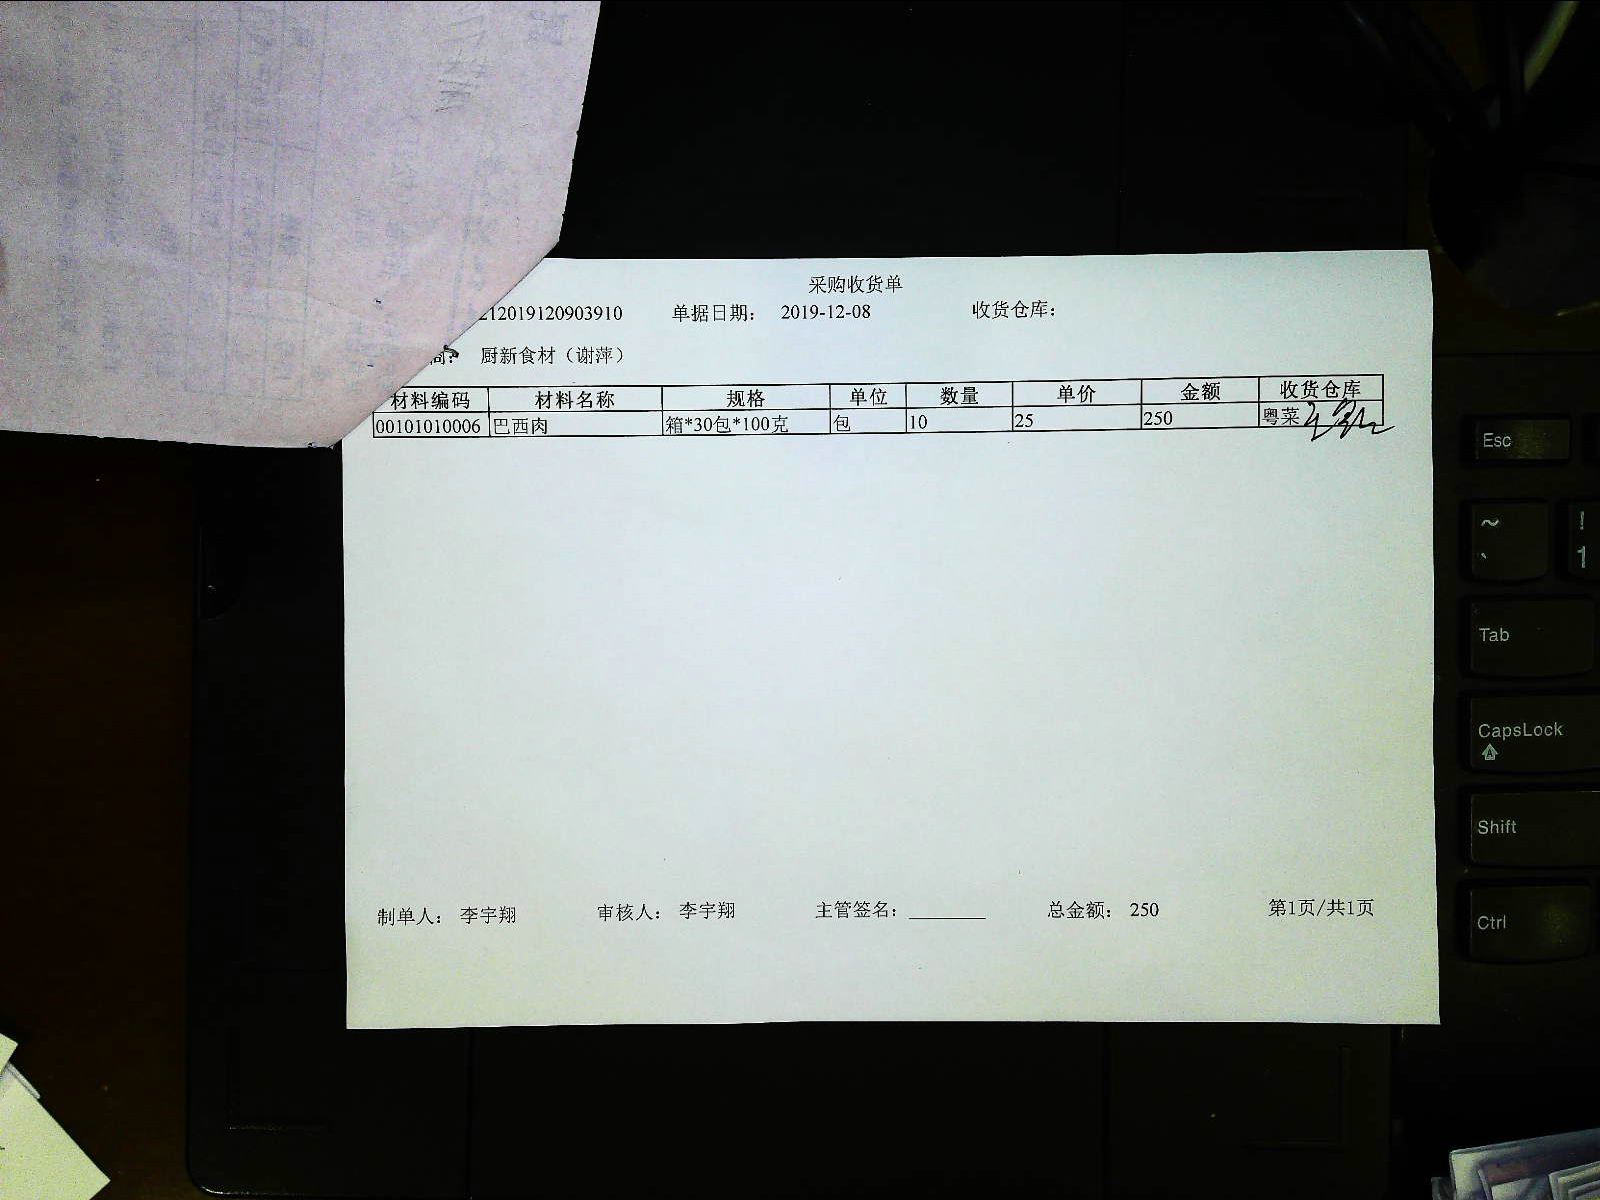 采购收货单
212019120903910 单据日期： 2019-12-08 收货仓库：
商： 厨新食材（谢萍）
材料编码 材料名称 规格 单位 数量 单价 金额 收货仓库
00101010006 巴西肉 箱*30包*100克 包 10 25 250 粤菜
制单人： 李宇翔 审核人： 李宇翔 主管签名： 总金额： 250 第1页/共1页
Esc
~ !
` 1
Tab
CapsLock
Shift
Ctrl